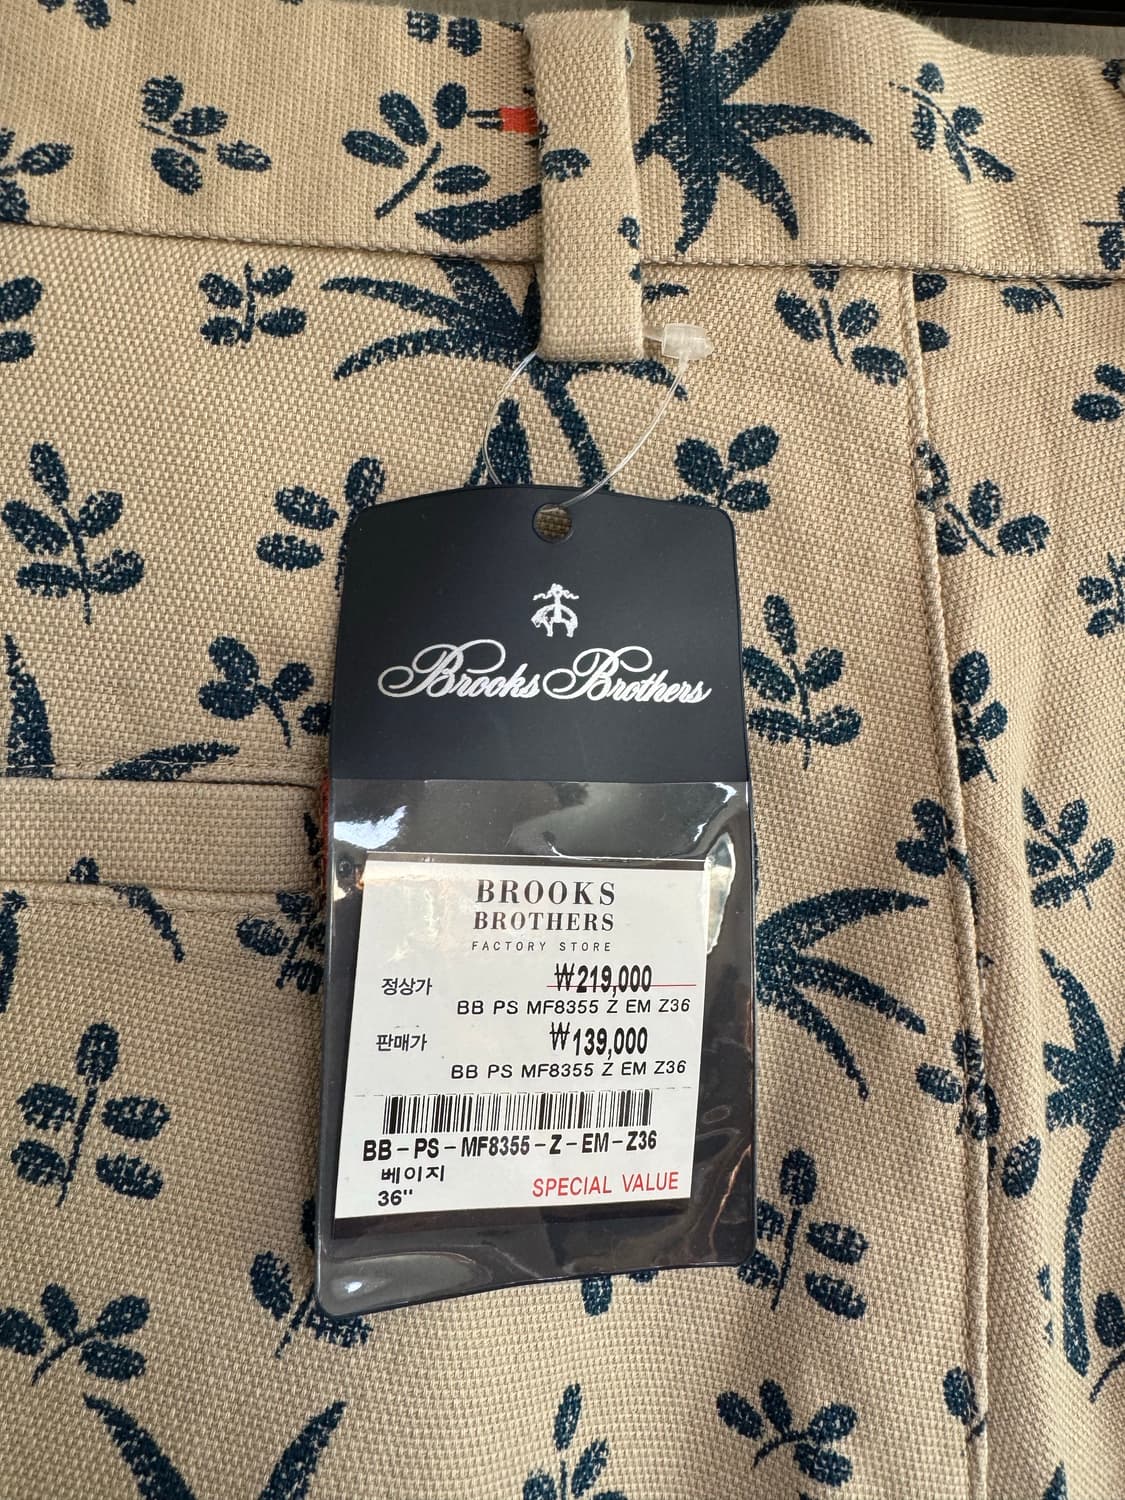 Brooks Brothers
BROOKS
BROTHERS
FACTORY STORE
정상가 ₩219,000
BB PS MF8355 Z EM Z36
판매가 ₩139,000
BB PS MF8355 Z EM Z36
BB-PS-MF8355-Z-EM-Z36
베이지
36"
SPECIAL VALUE